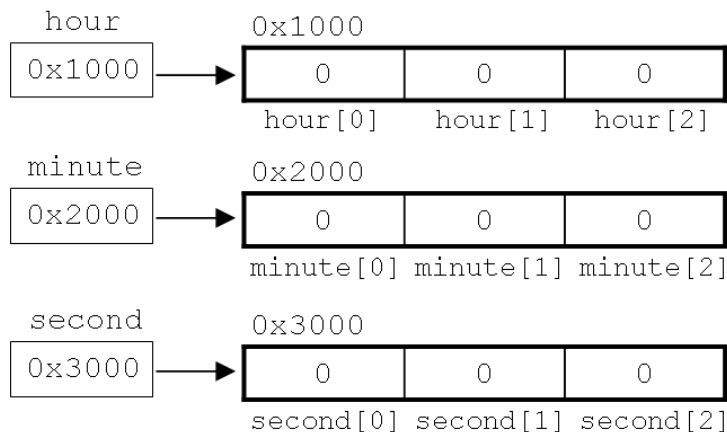 hour
0x1000
0x1000
0 0 0
hour[0] hour[1] hour[2]
minute
0x2000
0x2000
0 0 0
minute[0] minute[1] minute[2]
second
0x3000
0x3000
0 0 0
second[0] second[1] second[2]